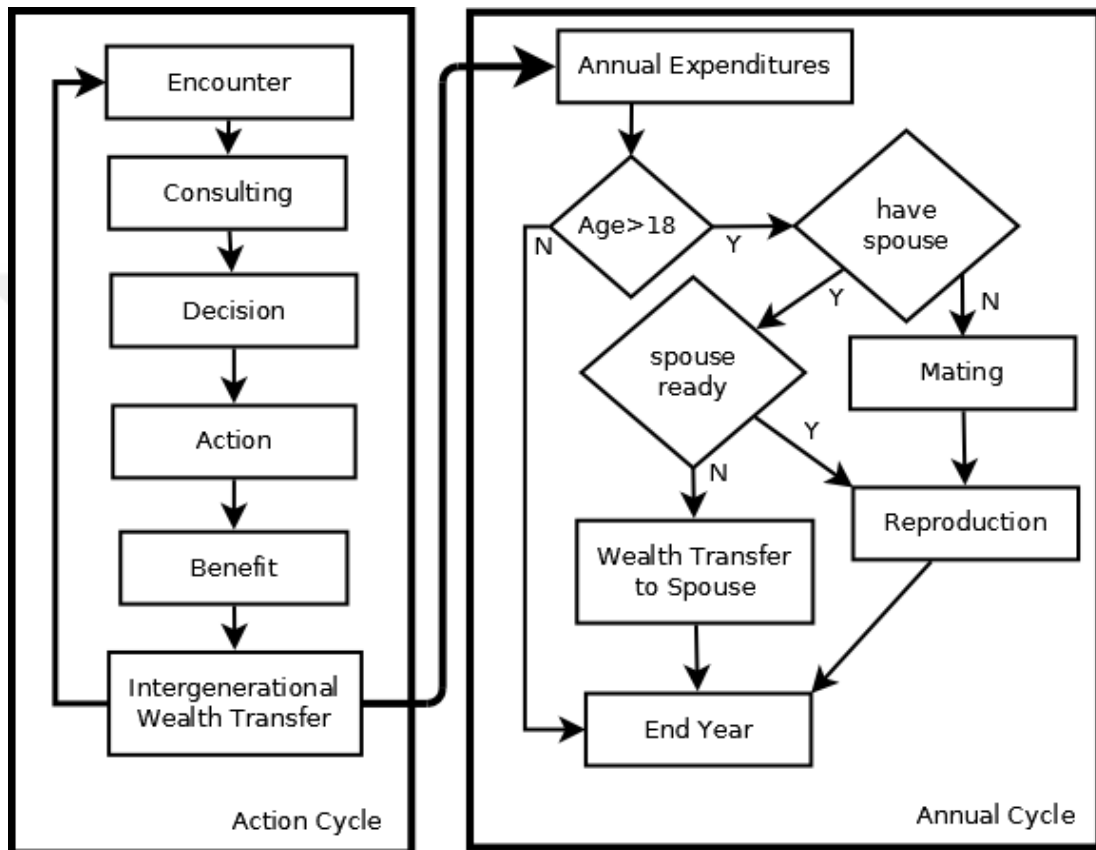 Encounter
Consulting
Decision
Action
Benefit
Intergenerational
Wealth Transfer
Action Cycle
Annual Expenditures
Age>18
N
Y
have
spouse
Y
N
spouse
ready
Mating
Y
N
Reproduction
Wealth Transfer
to Spouse
End Year
Annual Cycle